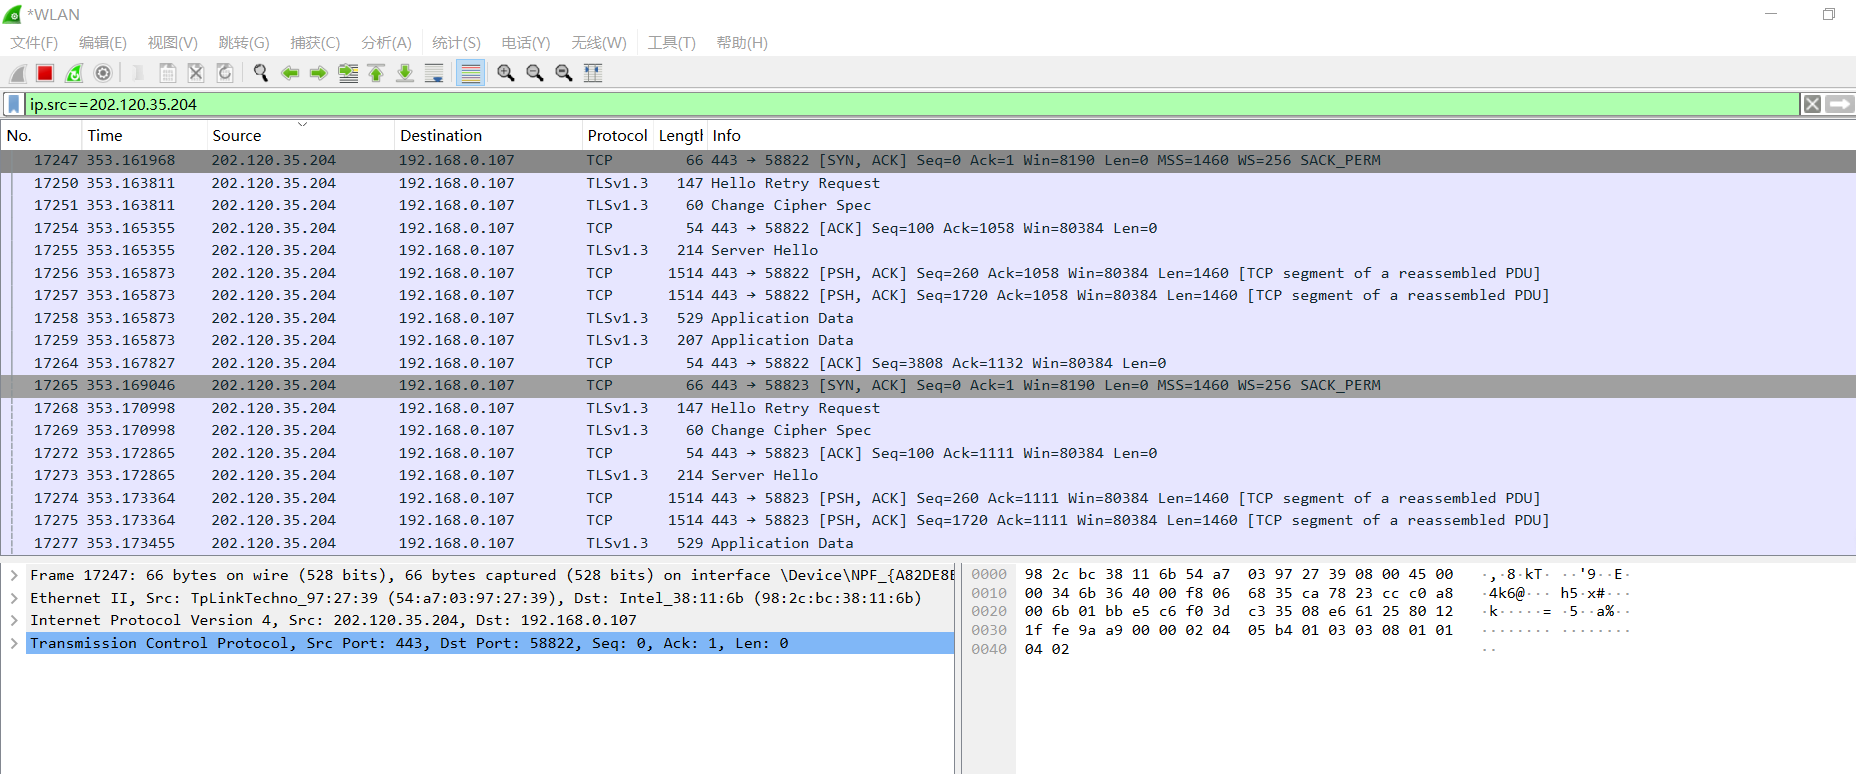 *WLAN
文件(F) 编辑(E) 视图(V) 跳转(G) 捕获(C) 分析(A) 统计(S) 电话(Y) 无线(W) 工具(T) 帮助(H)
ip.src==202.120.35.204
No. Time Source Destination Protocol Length Info
17247 353.161968 202.120.35.204 192.168.0.107 TCP 66 443 → 58822 [SYN, ACK] Seq=0 Ack=1 Win=8190 Len=0 MSS=1460 WS=256 SACK_PERM
17250 353.163811 202.120.35.204 192.168.0.107 TLSv1.3 147 Hello Retry Request
17251 353.163811 202.120.35.204 192.168.0.107 TLSv1.3 60 Change Cipher Spec
17254 353.165355 202.120.35.204 192.168.0.107 TCP 54 443 → 58822 [ACK] Seq=100 Ack=1058 Win=80384 Len=0
17255 353.165355 202.120.35.204 192.168.0.107 TLSv1.3 214 Server Hello
17256 353.165873 202.120.35.204 192.168.0.107 TCP 1514 443 → 58822 [PSH, ACK] Seq=260 Ack=1058 Win=80384 Len=1460 [TCP segment of a reassembled PDU]
17257 353.165873 202.120.35.204 192.168.0.107 TCP 1514 443 → 58822 [PSH, ACK] Seq=1720 Ack=1058 Win=80384 Len=1460 [TCP segment of a reassembled PDU]
17258 353.165873 202.120.35.204 192.168.0.107 TLSv1.3 529 Application Data
17259 353.165873 202.120.35.204 192.168.0.107 TLSv1.3 207 Application Data
17264 353.167827 202.120.35.204 192.168.0.107 TCP 54 443 → 58822 [ACK] Seq=3808 Ack=1132 Win=80384 Len=0
17265 353.169046 202.120.35.204 192.168.0.107 TCP 66 443 → 58823 [SYN, ACK] Seq=0 Ack=1 Win=8190 Len=0 MSS=1460 WS=256 SACK_PERM
17268 353.170998 202.120.35.204 192.168.0.107 TLSv1.3 147 Hello Retry Request
17269 353.170998 202.120.35.204 192.168.0.107 TLSv1.3 60 Change Cipher Spec
17272 353.172865 202.120.35.204 192.168.0.107 TCP 54 443 → 58823 [ACK] Seq=100 Ack=1111 Win=80384 Len=0
17273 353.172865 202.120.35.204 192.168.0.107 TLSv1.3 214 Server Hello
17274 353.173364 202.120.35.204 192.168.0.107 TCP 1514 443 → 58823 [PSH, ACK] Seq=260 Ack=1111 Win=80384 Len=1460 [TCP segment of a reassembled PDU]
17275 353.173364 202.120.35.204 192.168.0.107 TCP 1514 443 → 58823 [PSH, ACK] Seq=1720 Ack=1111 Win=80384 Len=1460 [TCP segment of a reassembled PDU]
17277 353.173455 202.120.35.204 192.168.0.107 TLSv1.3 529 Application Data
Frame 17247: 66 bytes on wire (528 bits), 66 bytes captured (528 bits) on interface \Device\NPF_{A82DE8E
Ethernet II, Src: TpLinkTechno_97:27:39 (54:a7:03:97:27:39), Dst: Intel_38:11:6b (98:2c:bc:38:11:6b)
Internet Protocol Version 4, Src: 202.120.35.204, Dst: 192.168.0.107
Transmission Control Protocol, Src Port: 443, Dst Port: 58822, Seq: 0, Ack: 1, Len: 0
0000 98 2c bc 38 11 6b 54 a7 03 97 27 39 08 00 45 00 ·,·8·kT· ··'9··E·
0010 00 34 6b 36 40 00 f8 06 68 35 ca 78 23 cc c0 a8 ·4k6@··· h5·x#···
0020 00 6b 01 bb e5 c6 f0 3d c3 35 08 e6 61 25 80 12 ·k·····= ·5··a%··
0030 1f fe 9a a9 00 00 02 04 05 b4 01 03 03 08 01 01 ········ ········
0040 04 02 ··